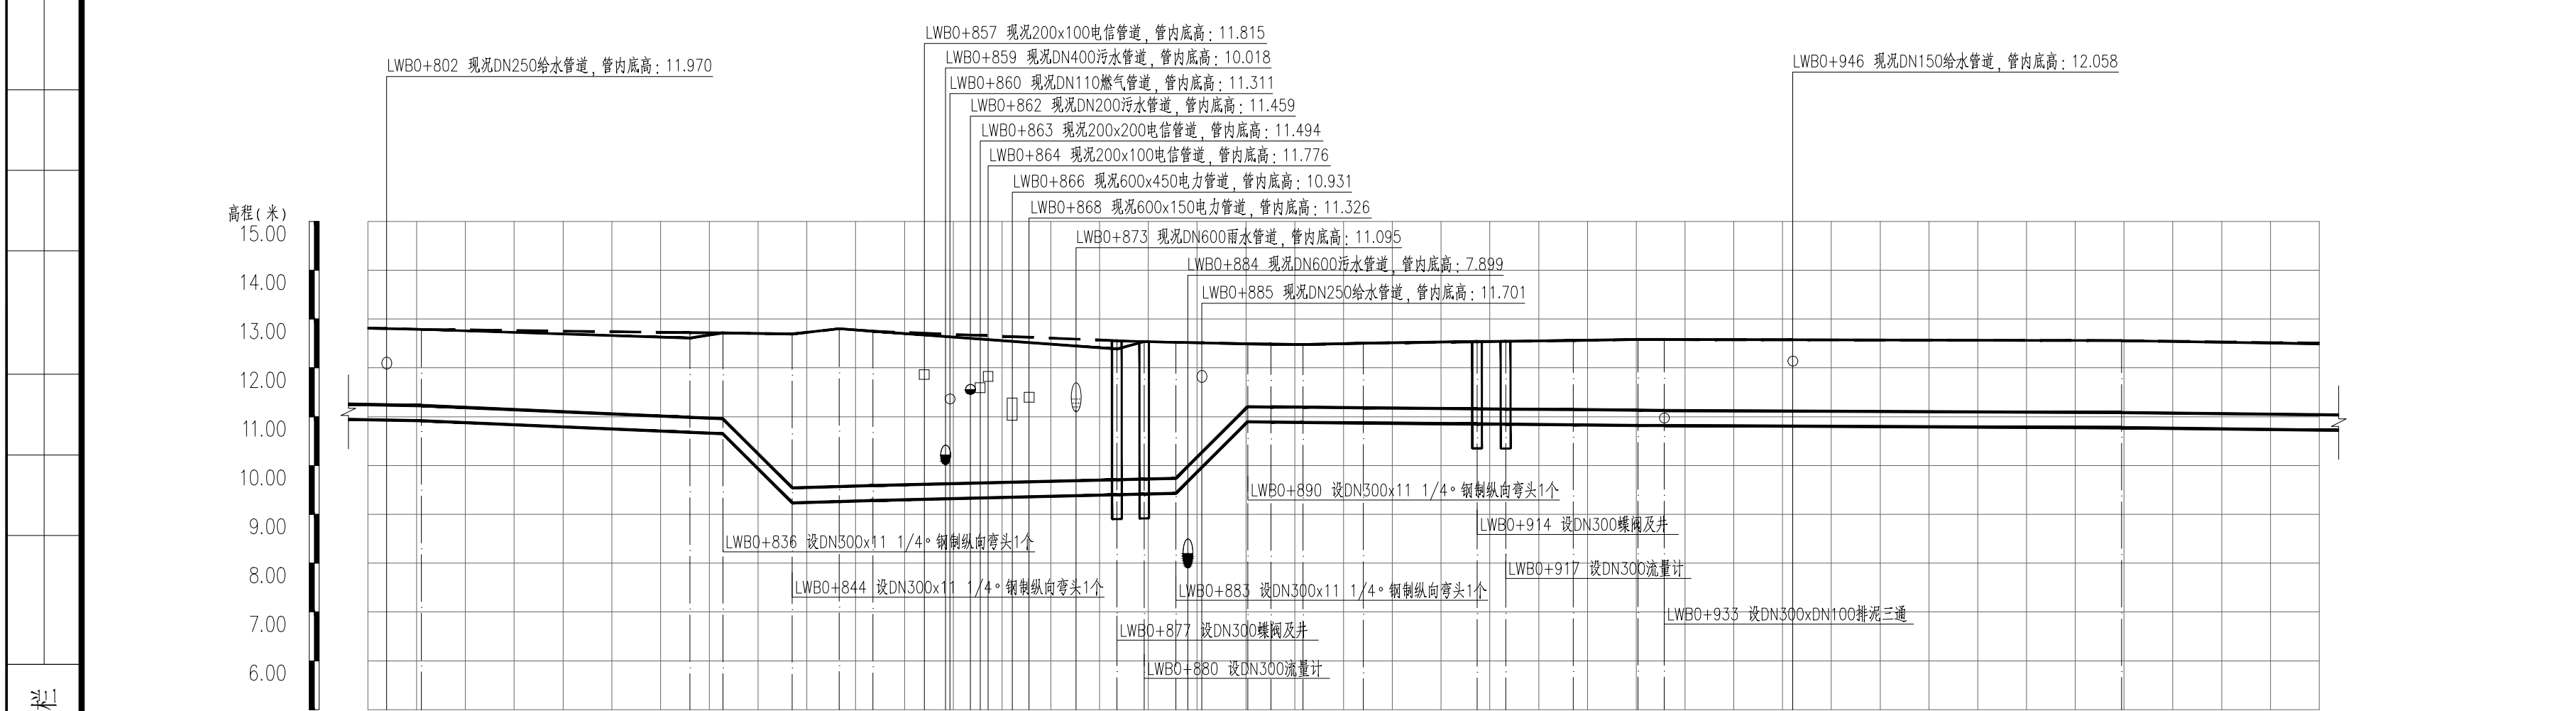 LWB0+857 现况200x100电信管道, 管内底高: 11.815
LWB0+859 现况DN400污水管道, 管内底高: 10.018
LWB0+802 现况DN250给水管道, 管内底高: 11.970
LWB0+946 现况DN150给水管道, 管内底高: 12.058
LWB0+860 现况DN110燃气管道, 管内底高: 11.311
LWB0+862 现况DN200污水管道, 管内底高: 11.459
LWB0+863 现况200x200电信管道, 管内底高: 11.494
LWB0+864 现况200x100电信管道, 管内底高: 11.776
LWB0+866 现况600x450电力管道, 管内底高: 10.931
LWB0+868 现况600x150电力管道, 管内底高: 11.326
高程(米)
15.00
LWB0+873 现况DN600雨水管道, 管内底高: 11.095
LWB0+884 现况DN600污水管道, 管内底高: 7.899
14.00
LWB0+885 现况DN250给水管道, 管内底高: 11.701
13.00
12.00
11.00
10.00
LWB0+890 设DN300x11 1/4°钢制纵向弯头1个
9.00
LWB0+914 设DN300蝶阀及井
LWB0+836 设DN300x11 1/4°钢制纵向弯头1个
8.00
LWB0+917 设DN300流量计
LWB0+844 设DN300x11 1/4°钢制纵向弯头1个
LWB0+883 设DN300x11 1/4°钢制纵向弯头1个
7.00
LWB0+933 设DN300xDN100排泥三通
LWB0+877 设DN300蝶阀及井
6.00
LWB0+880 设DN300流量计
栏